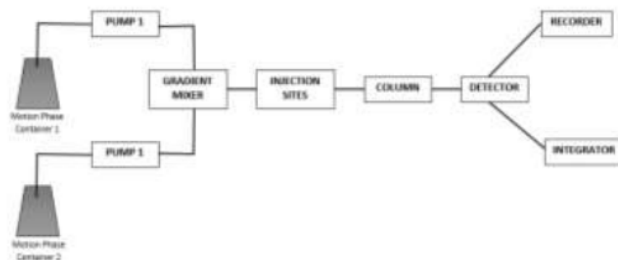 PUMP 1
RECORDER
Motion Phase
Container 1
GRADIENT
MIXER
INJECTION
SITES
COLUMN
DETECTOR
PUMP 1
INTEGRATOR
Motion Phase
Container 2